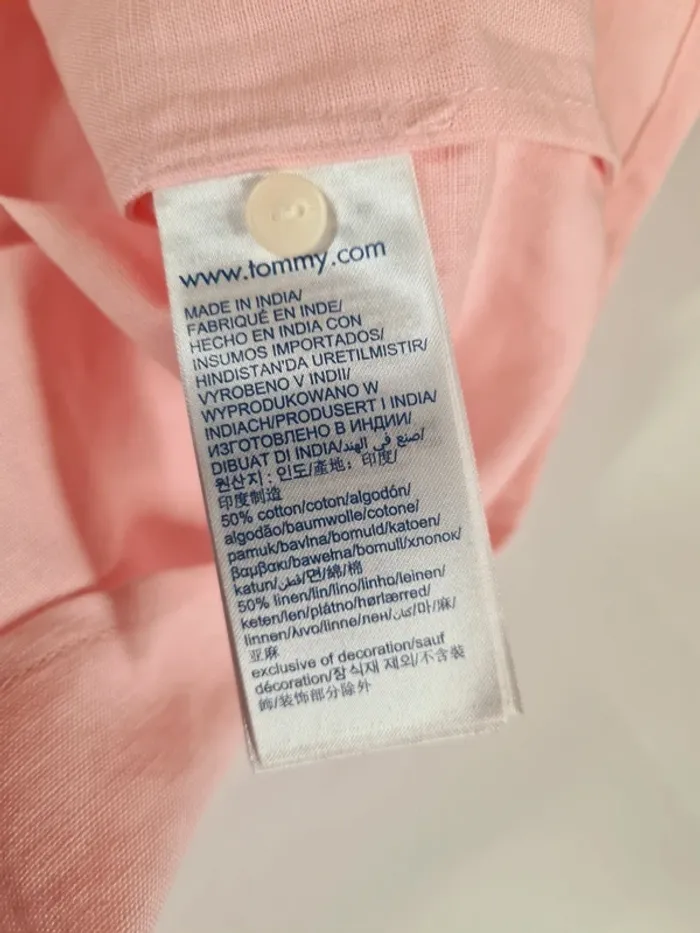 www.tommy.com
MADE IN INDIA/
FABRIQUÉ EN INDE/
HECHO EN INDIA CON
INSUMOS IMPORTADOS/
HINDISTAN'DA URETILMISTIR/
VYROBENO V INDII/
WYPRODUKOWANO W
INDIACH/PRODUSERT I INDIA/
ИЗГОТОВЛЕНО В ИНДИИ/
DIBUAT DI INDIA/صنع في الهند/
원산지 : 인도/產地：印度/
印度制造
50% cotton/coton/algodón/
algodão/baumwolle/cotone/
pamuk/bavlna/bomuld/katoen/
βαμβακι/bawełna/bomull/хлопок/
katun/قطن/면/綿/棉
50% linen/lin/lino/linho/leinen/
keten/len/plátno/hørlærred/
linnen/λινο/linne/лен/كتان/마/麻/
亚麻
exclusive of decoration/sauf
décoration/장식재 제외/不含裝
飾/装饰部分除外